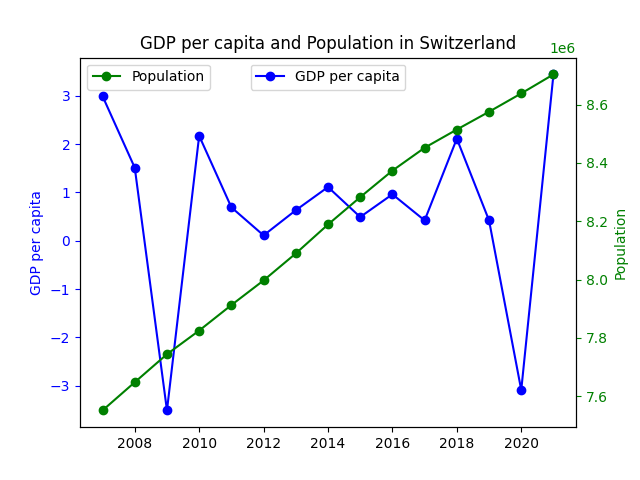 GDP per capita and Population in Switzerland
1e6
Population
GDP per capita
3
2
1
0
−1
−2
−3
GDP per capita
8.6
8.4
8.2
8.0
7.8
7.6
Population
2008 2010 2012 2014 2016 2018 2020